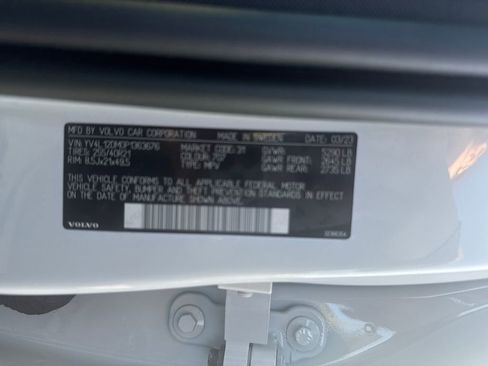 MFD BY: VOLVO CAR CORPORATION MADE IN SWEDEN DATE: 03/23
VIN: MARKET CODE: 31 GVWR: 5290 LB
TIRES: 255/40R21 COLOUR: 707 GAWR FRONT: 2645 LB
RIM: 8.5Jx21x49.5 TYPE: MPV GAWR REAR: 2735 LB
THIS VEHICLE CONFORMS TO ALL APPLICABLE FEDERAL MOTOR
VEHICLE SAFETY, BUMPER AND THEFT PREVENTION STANDARDS IN EFFECT
ON THE DATE OF MANUFACTURE SHOWN ABOVE.
VOLVO